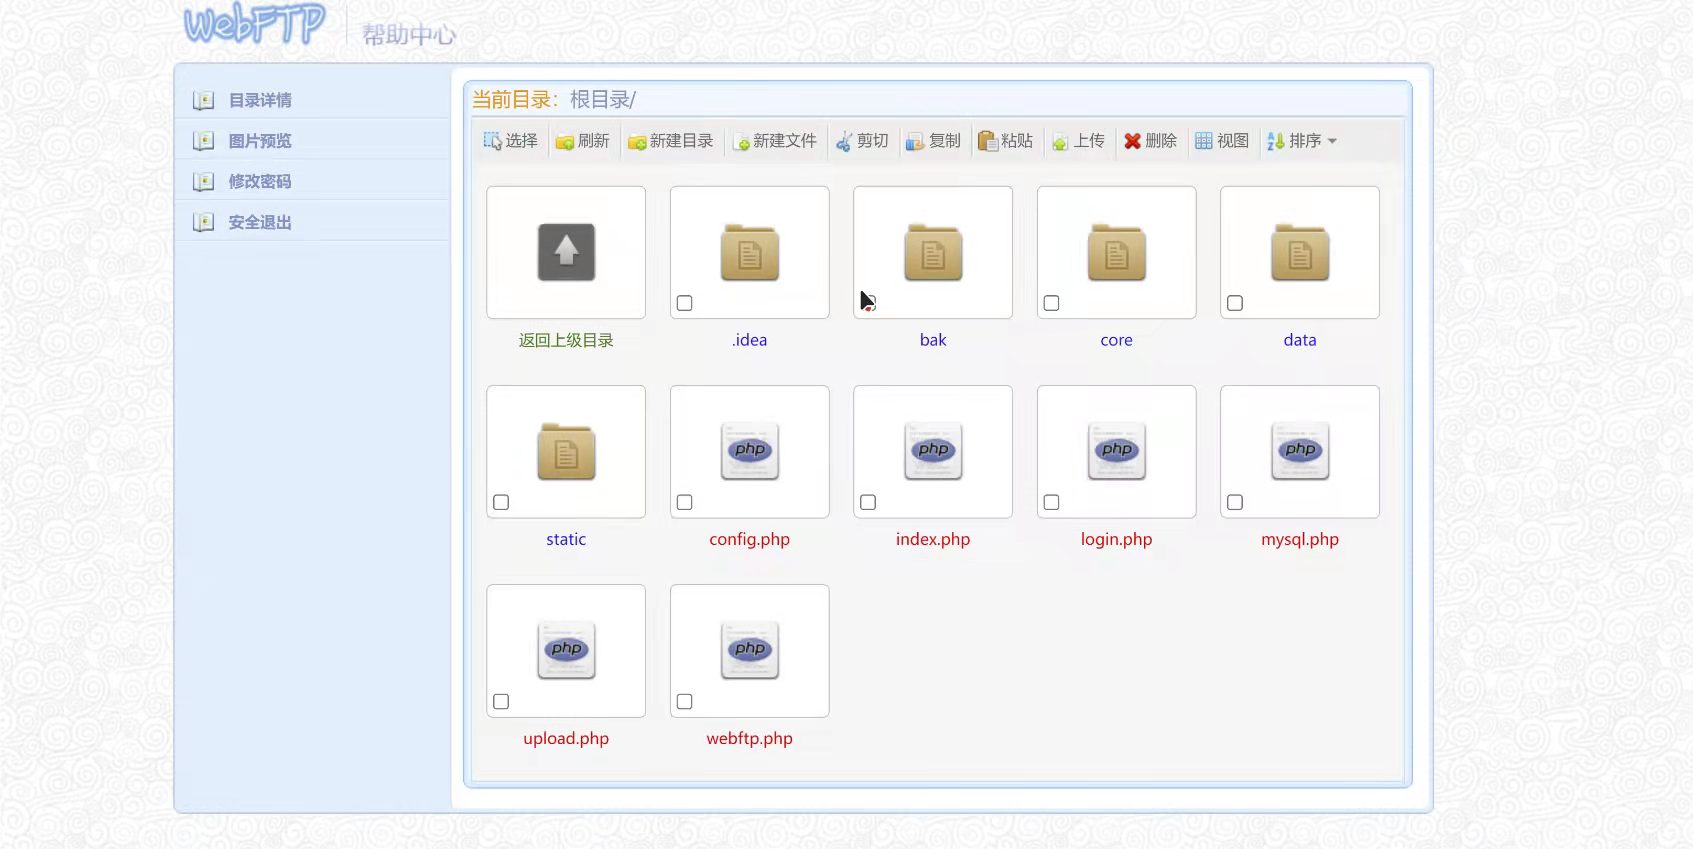 WebFTP 帮助中心
目录详情
图片预览
修改密码
安全退出
当前目录：根目录/
选择 刷新 新建目录 新建文件 剪切 复制 粘贴 上传 删除 视图 排序
返回上级目录 .idea bak core data
php php php php
static config.php index.php login.php mysql.php
php php
upload.php webftp.php